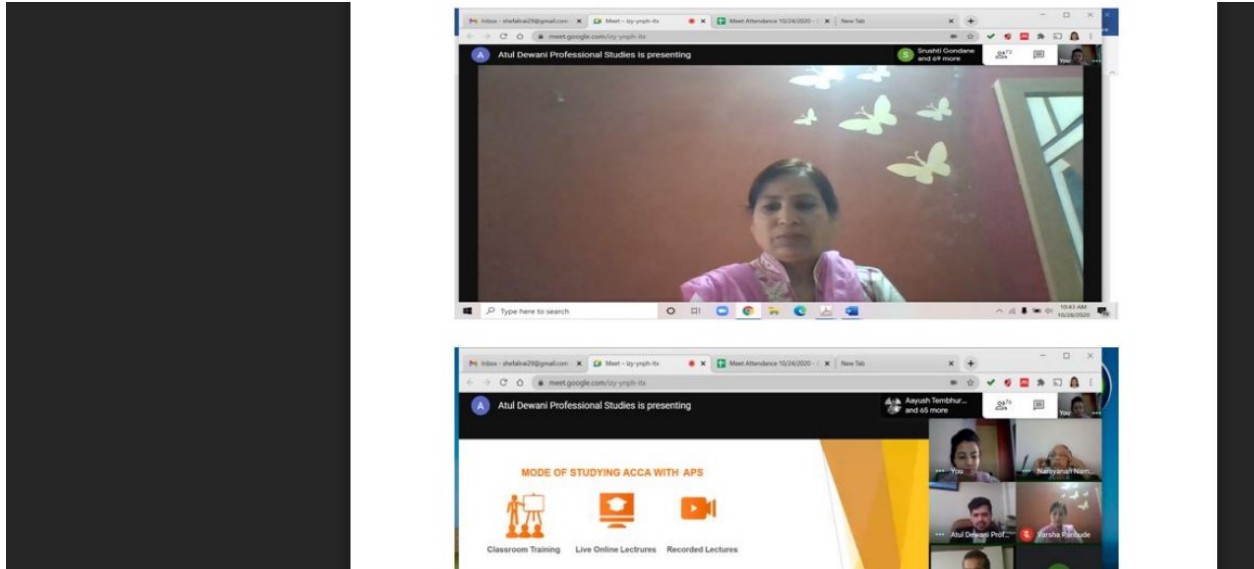 Inbox - shefalirai29@gmail.com
Meet - izy-ynph-itx
Meet Attendance 10/24/2020 -
New Tab
meet.google.com/izy-ynph-itx
A Atul Dewani Professional Studies is presenting
S Srushti Gondane
and 69 more
72
You
Type here to search
10:43 AM
10/28/2020
Inbox - shefalirai29@gmail.com
Meet - izy-ynph-itx
Meet Attendance 10/24/2020 -
New Tab
meet.google.com/izy-ynph-itx
A Atul Dewani Professional Studies is presenting
Aayush Tembhur...
and 65 more
You
MODE OF STUDYING ACCA WITH APS
You
Narayanan Nam...
Atul Dewani Prof...
Classroom Training
Live Online Lectrures
Recorded Lectures